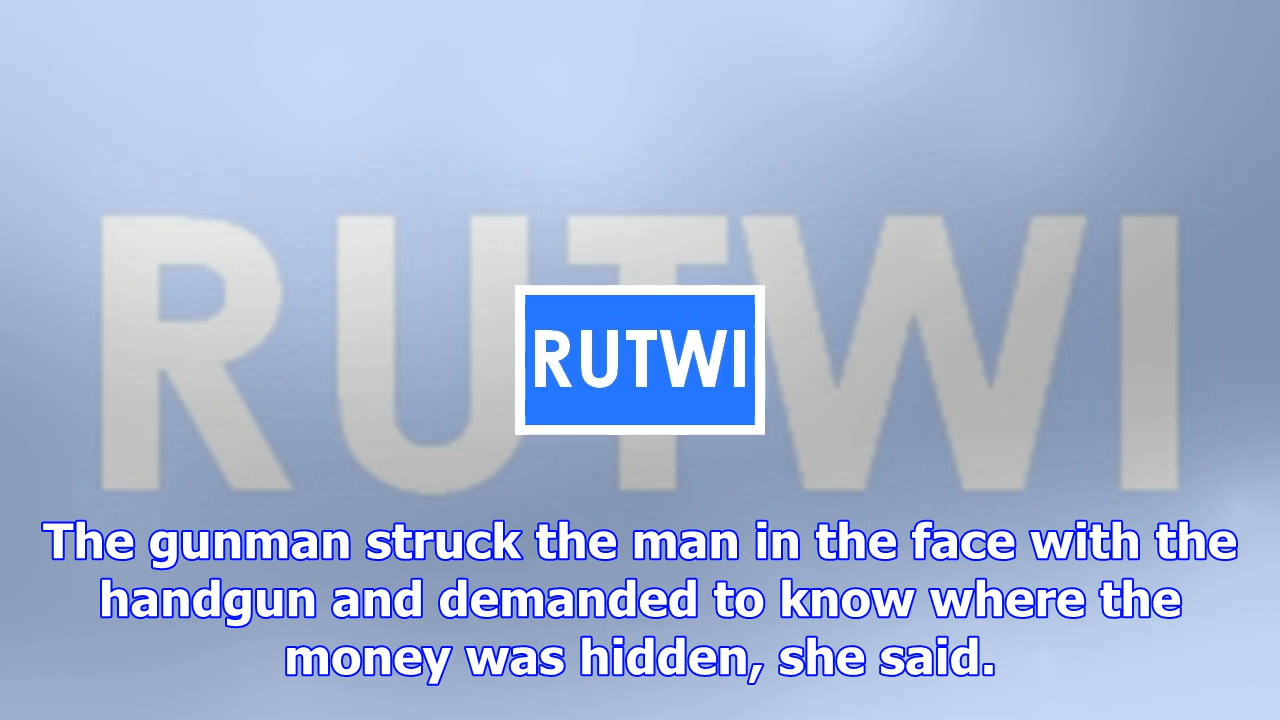 RUTWI
RUTWI
The gunman struck the man in the face with the
handgun and demanded to know where the
money was hidden, she said.